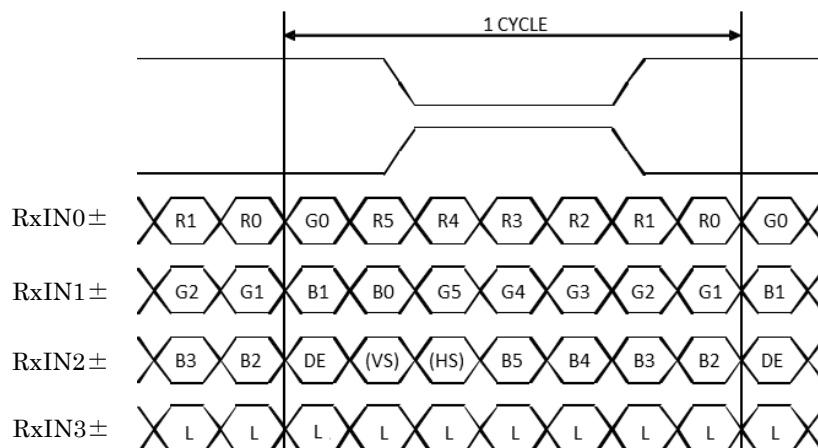 1 CYCLE
RxIN0± R1 R0 G0 R5 R4 R3 R2 R1 R0 G0
RxIN1± G2 G1 B1 B0 G5 G4 G3 G2 G1 B1
RxIN2± B3 B2 DE (VS) (HS) B5 B4 B3 B2 DE
RxIN3± L L L L L L L L L L